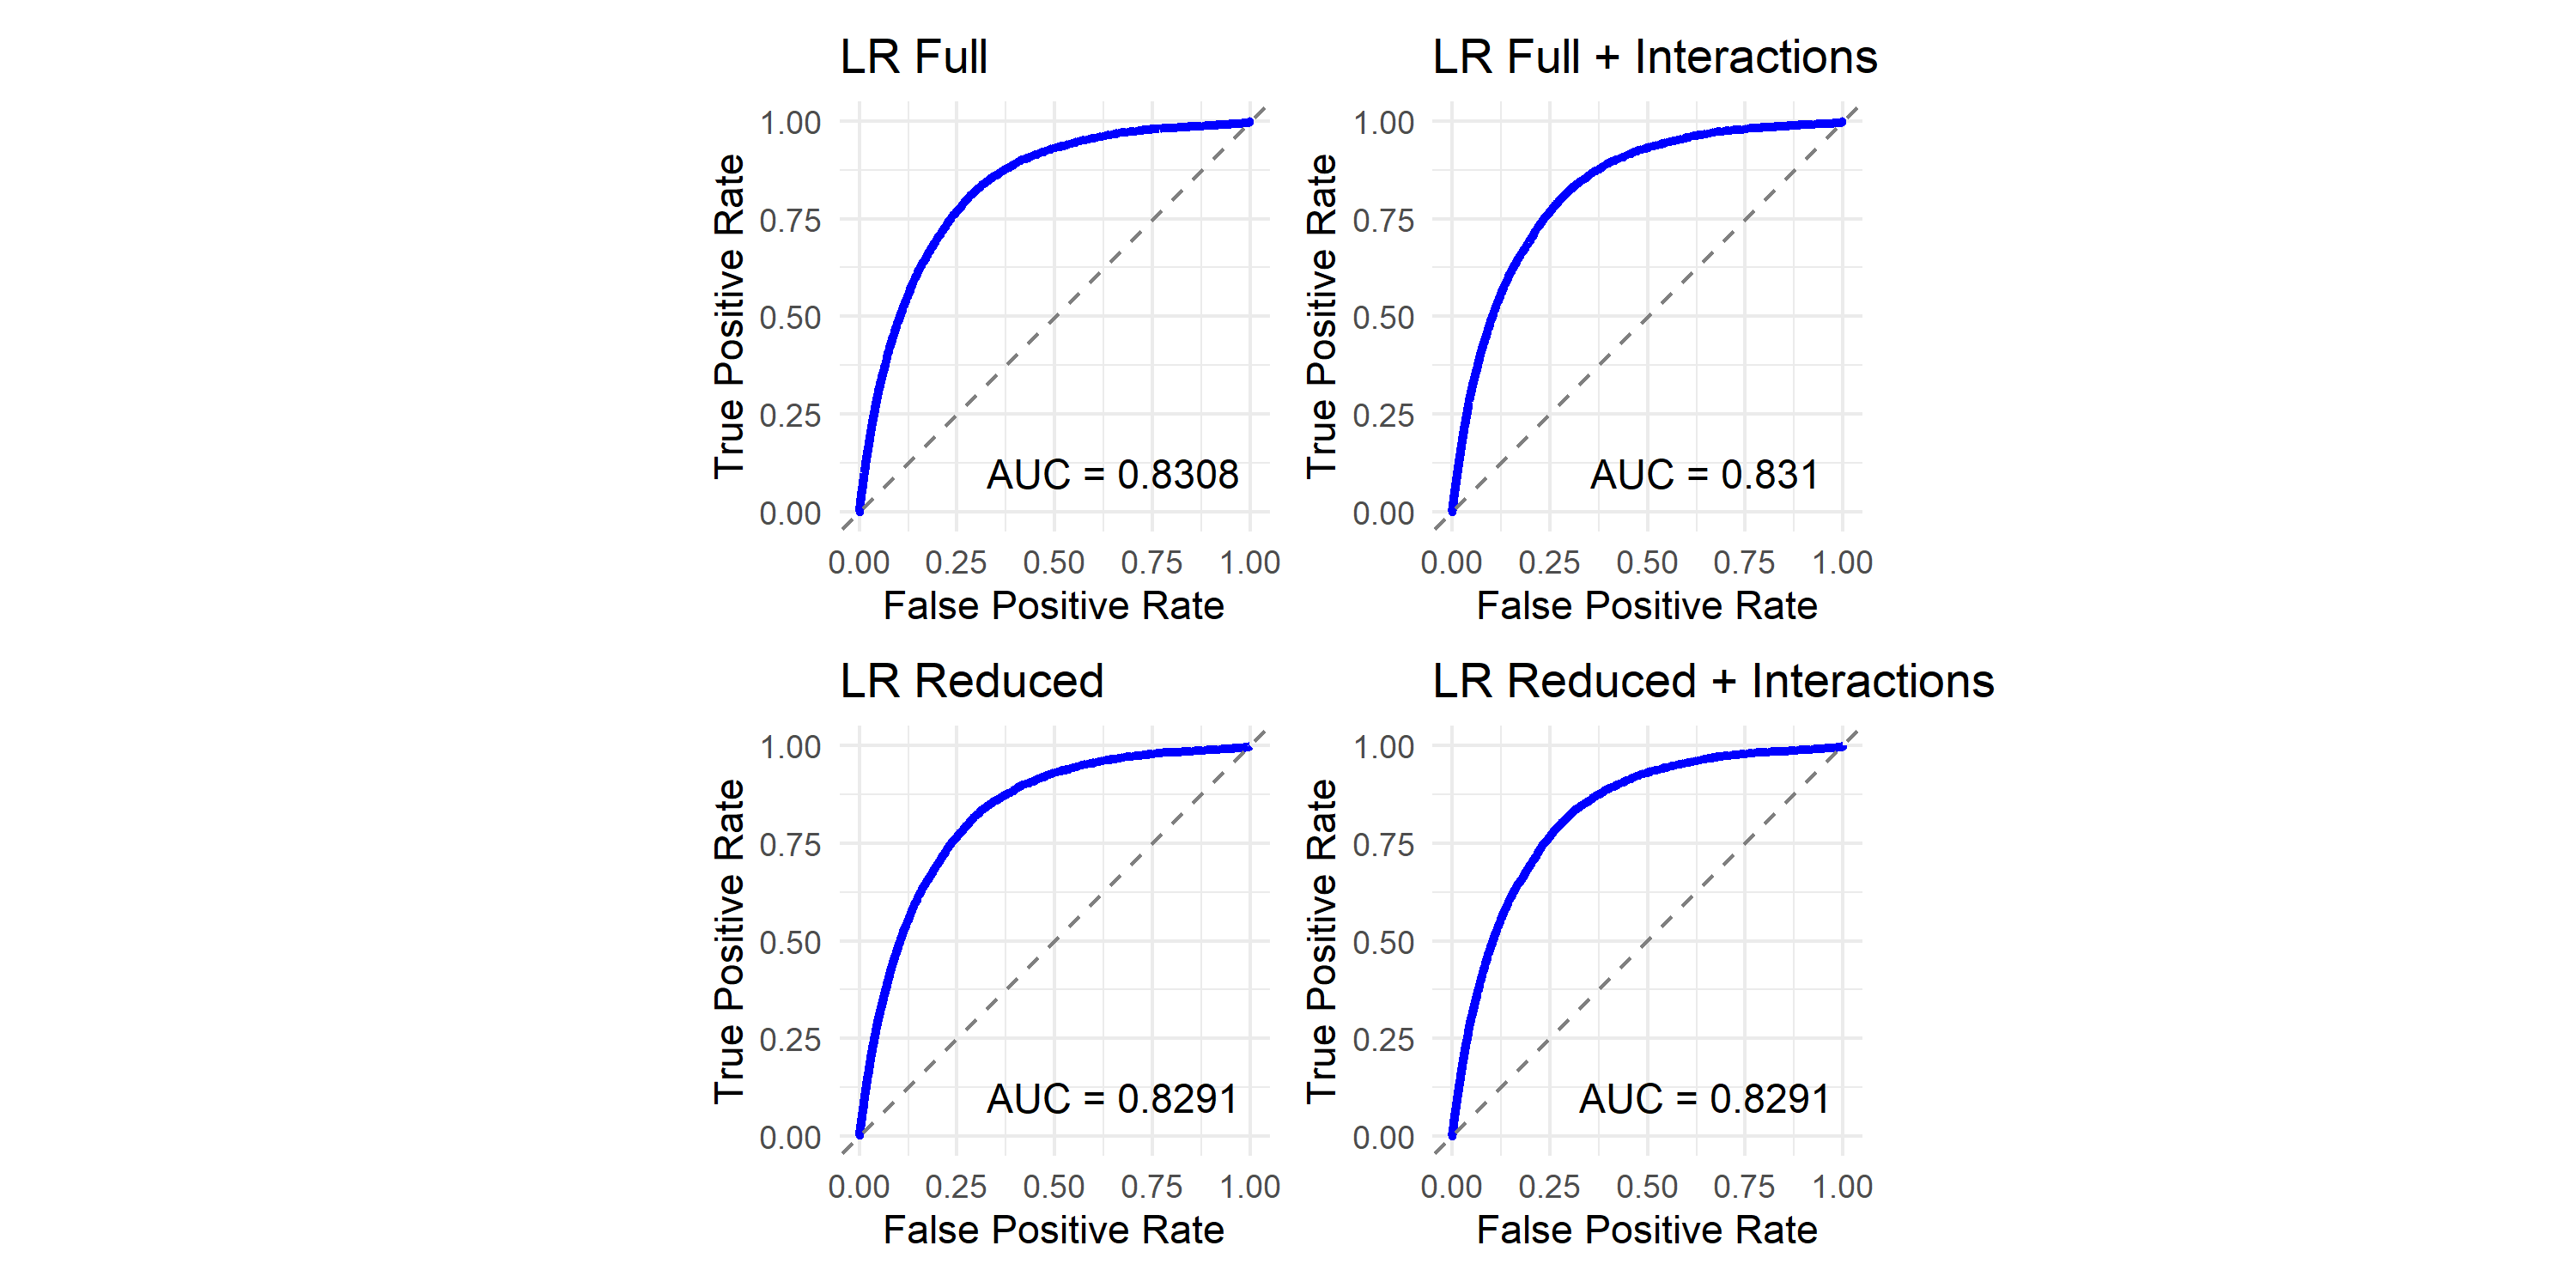 LR Full
True Positive Rate
1.00
0.75
0.50
0.25
0.00
AUC = 0.8308
0.00 0.25 0.50 0.75 1.00
False Positive Rate
LR Full + Interactions
True Positive Rate
1.00
0.75
0.50
0.25
0.00
AUC = 0.831
0.00 0.25 0.50 0.75 1.00
False Positive Rate
LR Reduced
True Positive Rate
1.00
0.75
0.50
0.25
0.00
AUC = 0.8291
0.00 0.25 0.50 0.75 1.00
False Positive Rate
LR Reduced + Interactions
True Positive Rate
1.00
0.75
0.50
0.25
0.00
AUC = 0.8291
0.00 0.25 0.50 0.75 1.00
False Positive Rate